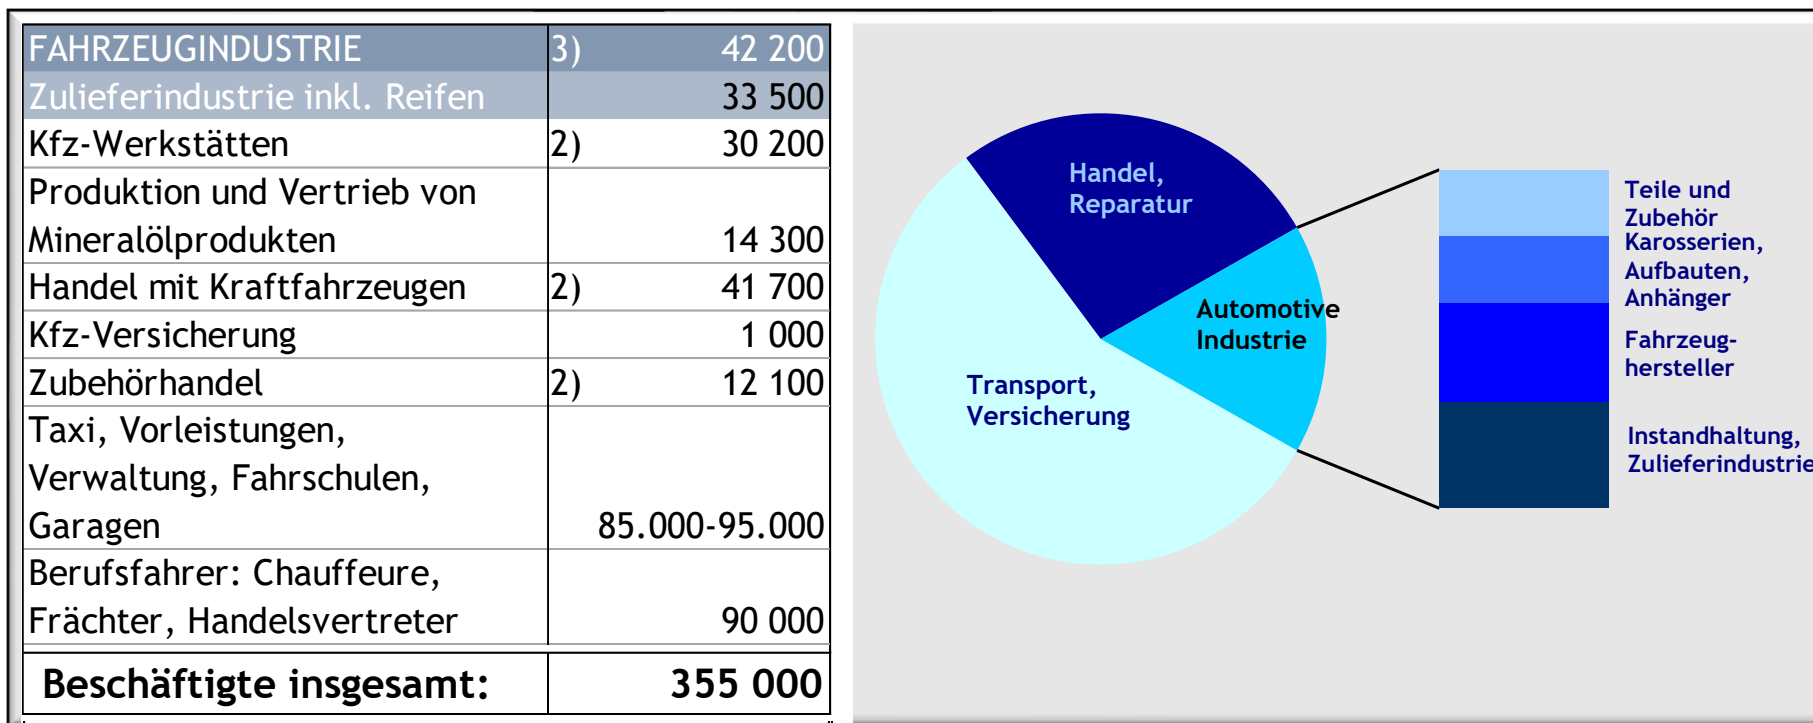 FAHRZEUGINDUSTRIE 3) 42 200
Zulieferindustrie inkl. Reifen 33 500
Kfz-Werkstätten 2) 30 200
Produktion und Vertrieb von
Mineralölprodukten 14 300
Handel mit Kraftfahrzeugen 2) 41 700
Kfz-Versicherung 1 000
Zubehörhandel 2) 12 100
Taxi, Vorleistungen,
Verwaltung, Fahrschulen,
Garagen 85.000-95.000
Berufsfahrer: Chauffeure,
Frächter, Handelsvertreter 90 000
Beschäftigte insgesamt: 355 000
Handel,
Reparatur
Automotive
Industrie
Transport,
Versicherung
Teile und
Zubehör
Karosserien,
Aufbauten,
Anhänger
Fahrzeug-
hersteller
Instandhaltung,
Zulieferindustrie